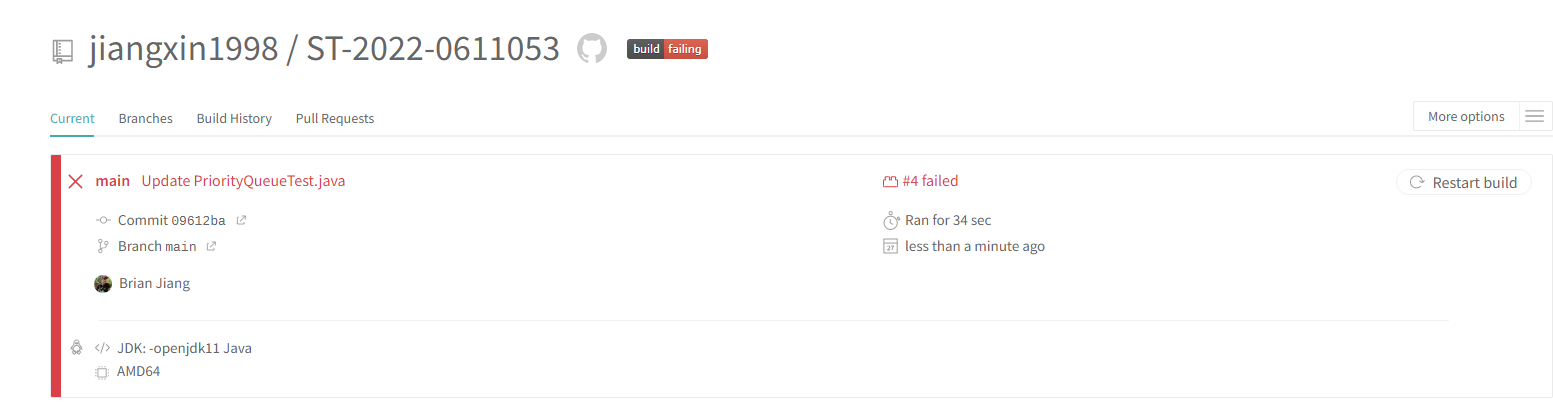 jiangxin1998 / ST-2022-0611053 build failing
Current Branches Build History Pull Requests More options
main Update PriorityQueueTest.java #4 failed Restart build
Commit 09612ba Ran for 34 sec
Branch main less than a minute ago
27
Brian Jiang
JDK: -openjdk11 Java
AMD64